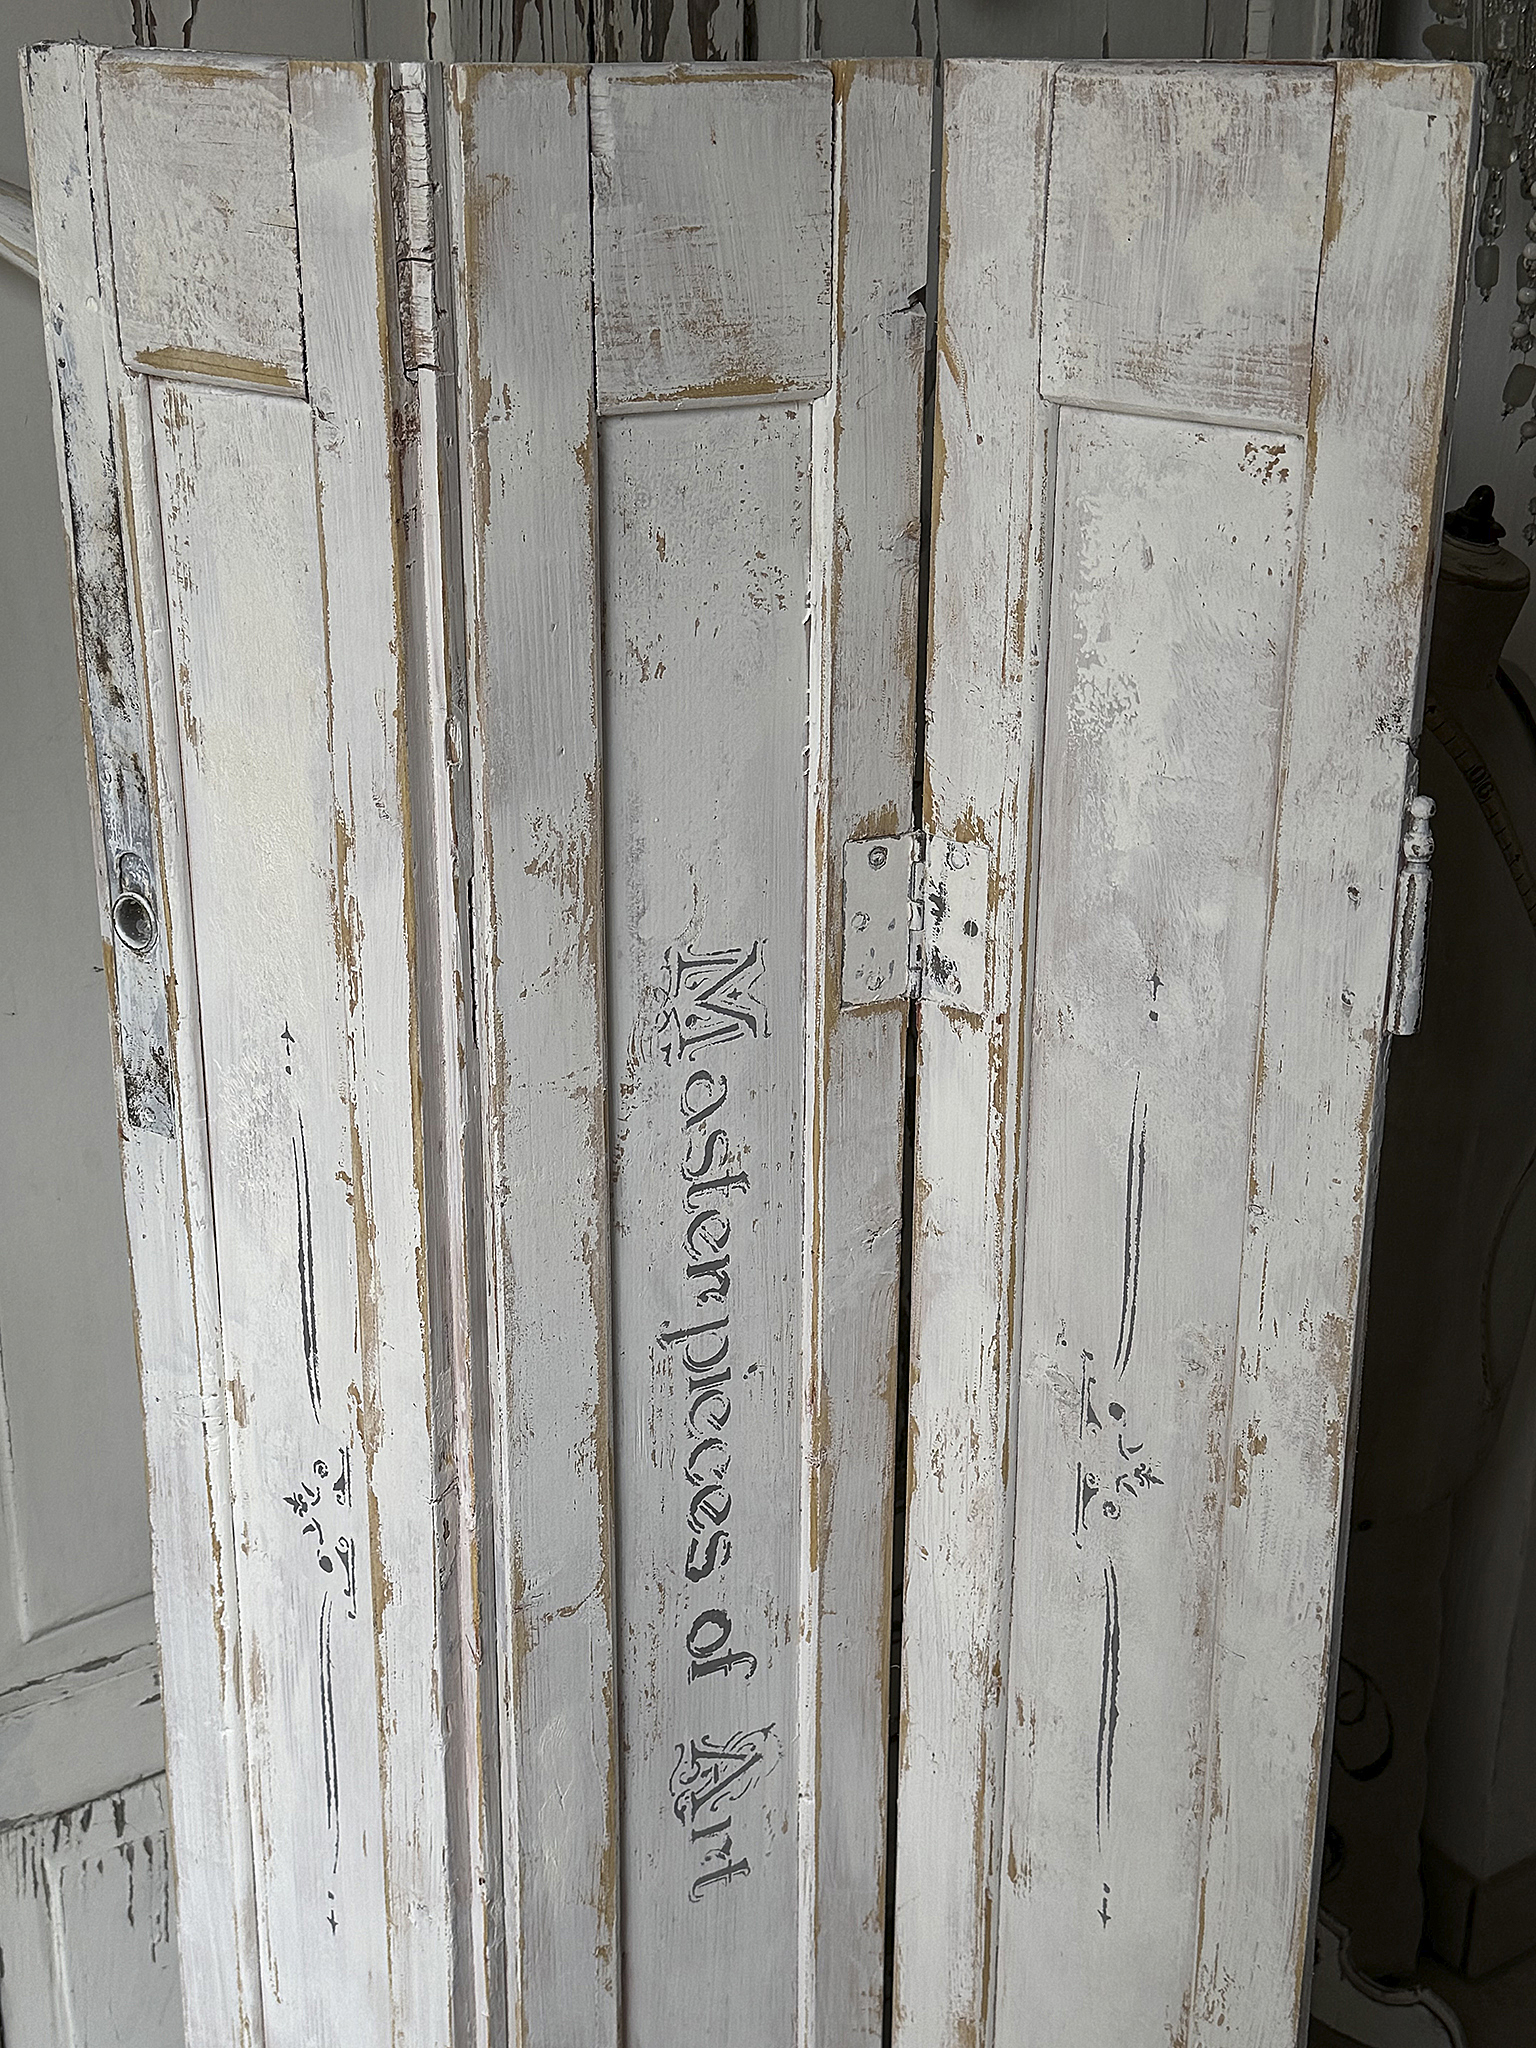 Masterpieces of Art